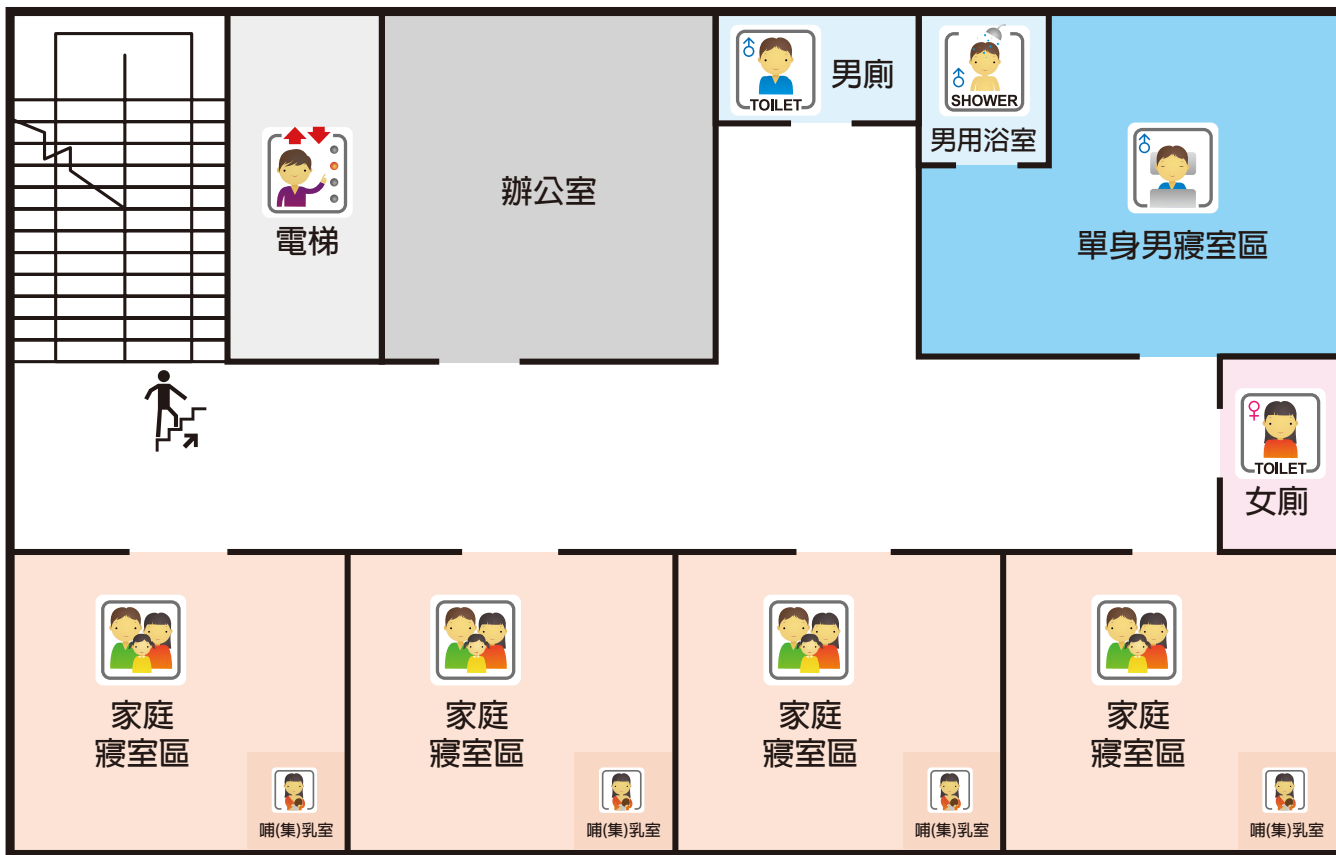 TOILET
男廁
SHOWER
男用浴室
電梯
辦公室
單身男寢室區
TOILET
女廁
家庭
寢室區
哺(集)乳室
家庭
寢室區
哺(集)乳室
家庭
寢室區
哺(集)乳室
家庭
寢室區
哺(集)乳室